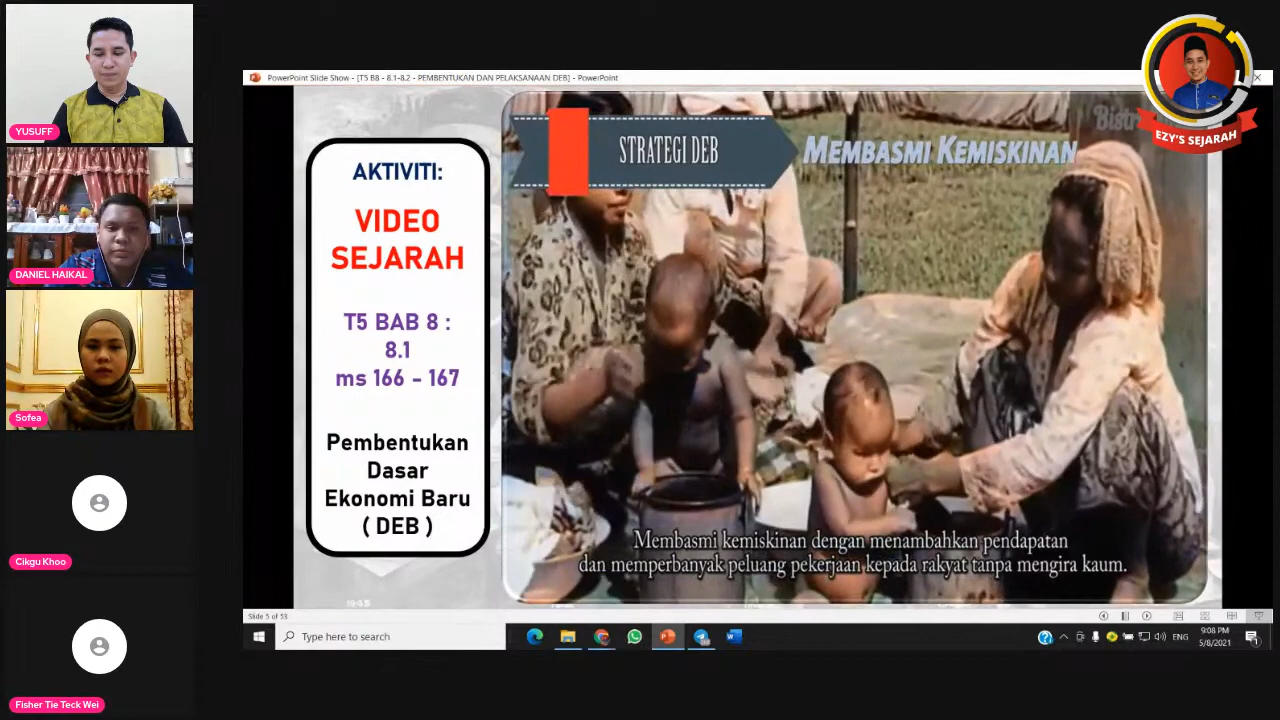 YUSUFF
DANIEL HAIKAL
Sofea
Cikgu Khoo
Fisher Tie Teck Wei
PowerPoint Slide Show - [T5 B8 - 8.1-8.2 - PEMBENTUKAN DAN PELAKSANAAN DEB] - PowerPoint
EZY'S SEJARAH
AKTIVITI:
VIDEO
SEJARAH
T5 BAB 8 :
8.1
ms 166 - 167
Pembentukan
Dasar
Ekonomi Baru
( DEB )
STRATEGI DEB
MEMBASMI KEMISKINAN
Membasmi kemiskinan dengan menambahkan pendapatan
dan memperbanyak peluang pekerjaan kepada rakyat tanpa mengira kaum.
1945
Slide 5 of 53
Type here to search
ENG
9:08 PM
5/8/2021